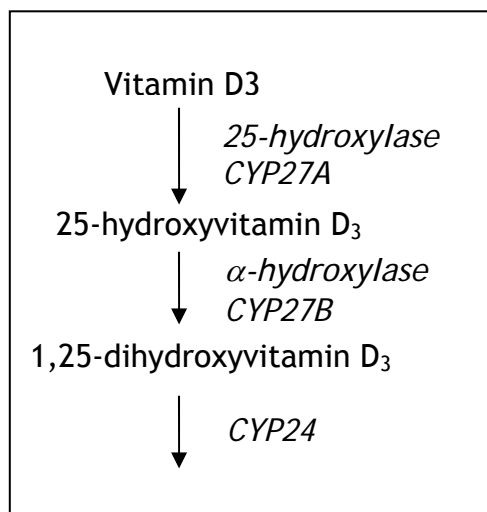 Vitamin D3
25-hydroxylase
CYP27A
25-hydroxyvitamin D₃
α-hydroxylase
CYP27B
1,25-dihydroxyvitamin D₃
CYP24